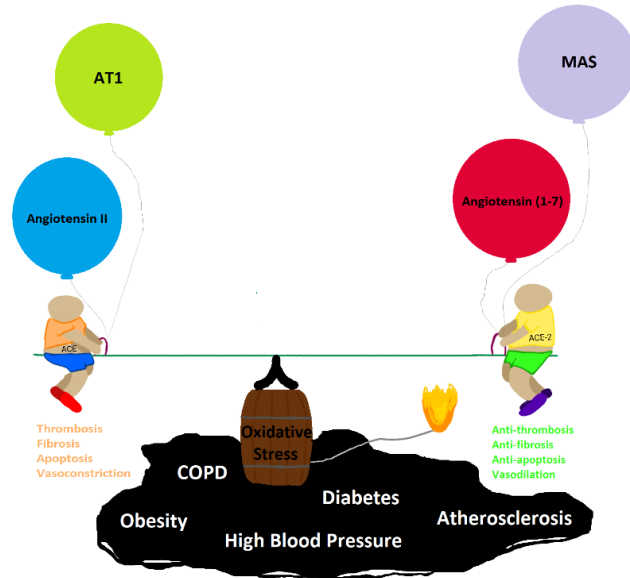 AT1
MAS
Angiotensin II
Angiotensin (1-7)
ACE
ACE-2
Thrombosis
Fibrosis
Apoptosis
Vasoconstriction
Anti-thrombosis
Anti-fibrosis
Anti-apoptosis
Vasodilation
Oxidative
Stress
COPD
Diabetes
Obesity
Atherosclerosis
High Blood Pressure